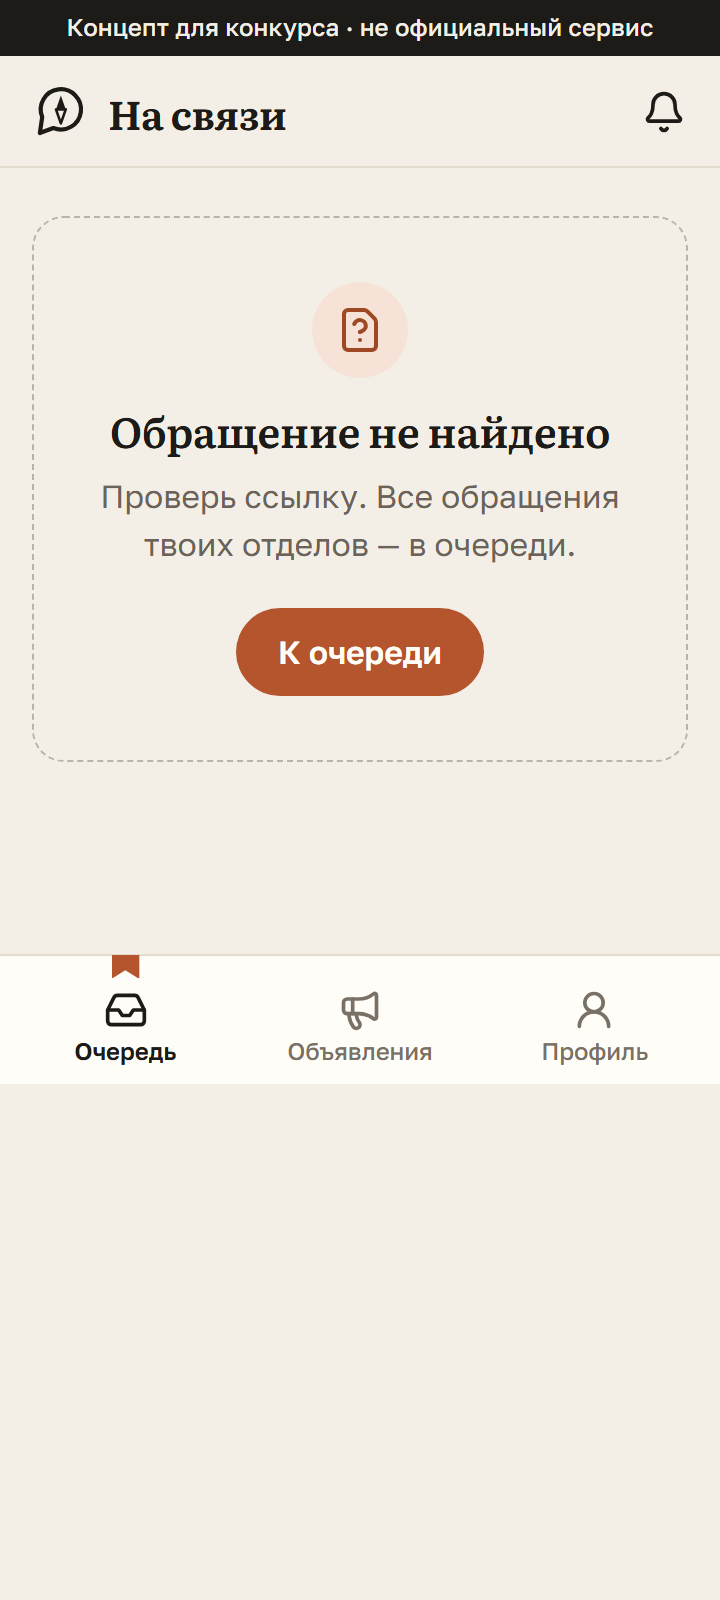 Концепт для конкурса · не официальный сервис
На связи
Обращение не найдено
Проверь ссылку. Все обращения
твоих отделов — в очереди.
К очереди
Очередь
Объявления
Профиль